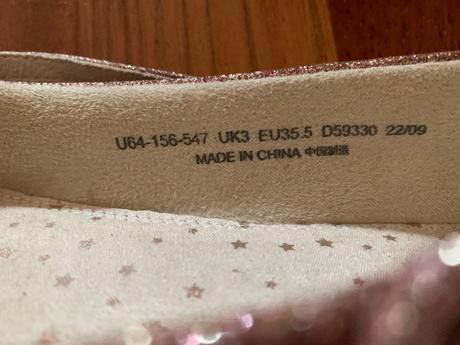 U64-156-547 UK3 EU35.5 D59330 22/09
MADE IN CHINA 中国制造